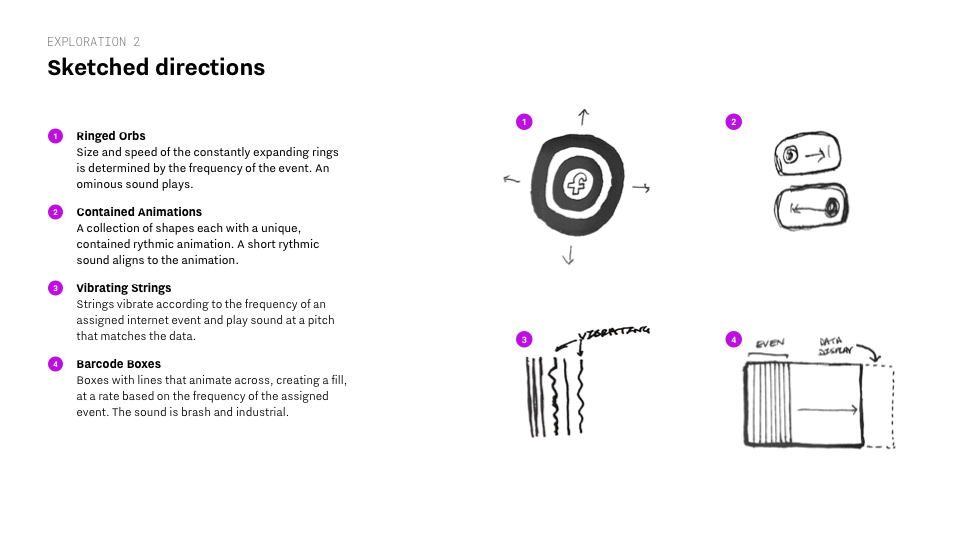 EXPLORATION 2
Sketched directions
1
Ringed Orbs
Size and speed of the constantly expanding rings
is determined by the frequency of the event. An
ominous sound plays.
2
Contained Animations
A collection of shapes each with a unique,
contained rythmic animation. A short rythmic
sound aligns to the animation.
3
Vibrating Strings
Strings vibrate according to the frequency of an
assigned internet event and play sound at a pitch
that matches the data.
4
Barcode Boxes
Boxes with lines that animate across, creating a fill,
at a rate based on the frequency of the assigned
event. The sound is brash and industrial.
1
f
2
3
VIBRATING
4
EVEN
DATA
DISPLAY